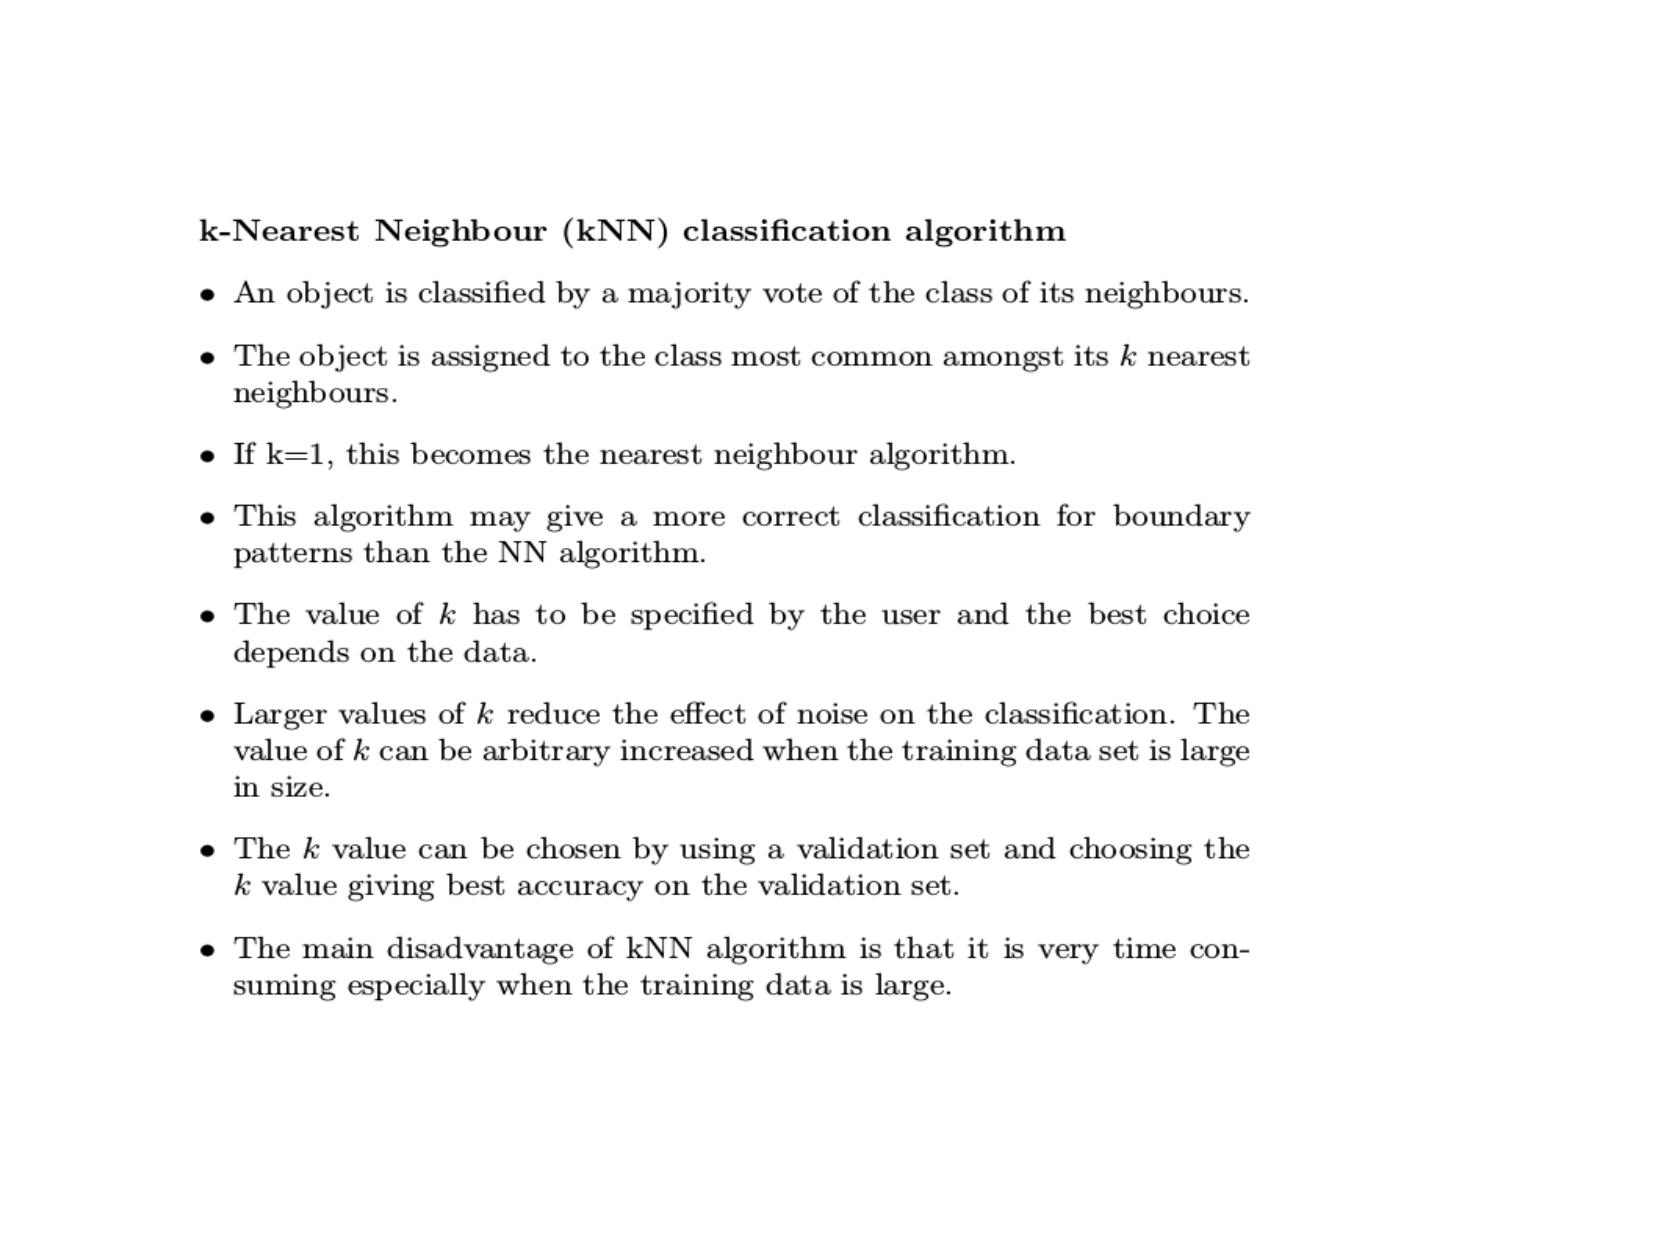 k-Nearest Neighbour (kNN) classification algorithm
• An object is classified by a majority vote of the class of its neighbours.
• The object is assigned to the class most common amongst its k nearest
neighbours.
• If k=1, this becomes the nearest neighbour algorithm.
• This algorithm may give a more correct classification for boundary
patterns than the NN algorithm.
• The value of k has to be specified by the user and the best choice
depends on the data.
• Larger values of k reduce the effect of noise on the classification. The
value of k can be arbitrary increased when the training data set is large
in size.
• The k value can be chosen by using a validation set and choosing the
k value giving best accuracy on the validation set.
• The main disadvantage of kNN algorithm is that it is very time con-
suming especially when the training data is large.